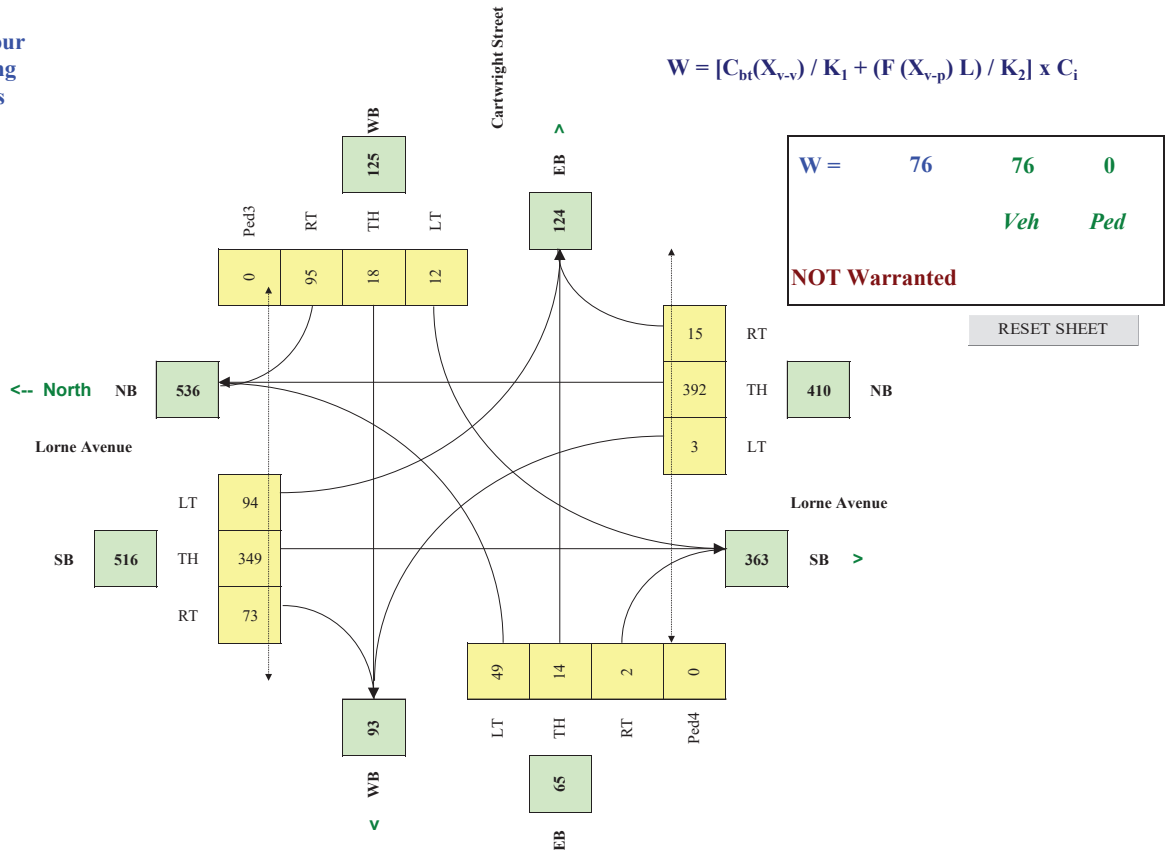 Cartwright Street
W = [Cbt(Xv-v) / K1 + (F (Xv-p) L) / K2] x Ci
W = 76 76 0
Veh Ped
NOT Warranted
RESET SHEET
WB
125
Ped3 RT TH LT
0 95 18 12
^
EB
124
15 RT
392 TH 410 NB
3 LT
<-- North NB 536
Lorne Avenue
LT 94
SB 516 TH 349
RT 73
Lorne Avenue
363 SB >
93
WB
v
49 14 2 0
LT TH RT Ped4
65
EB